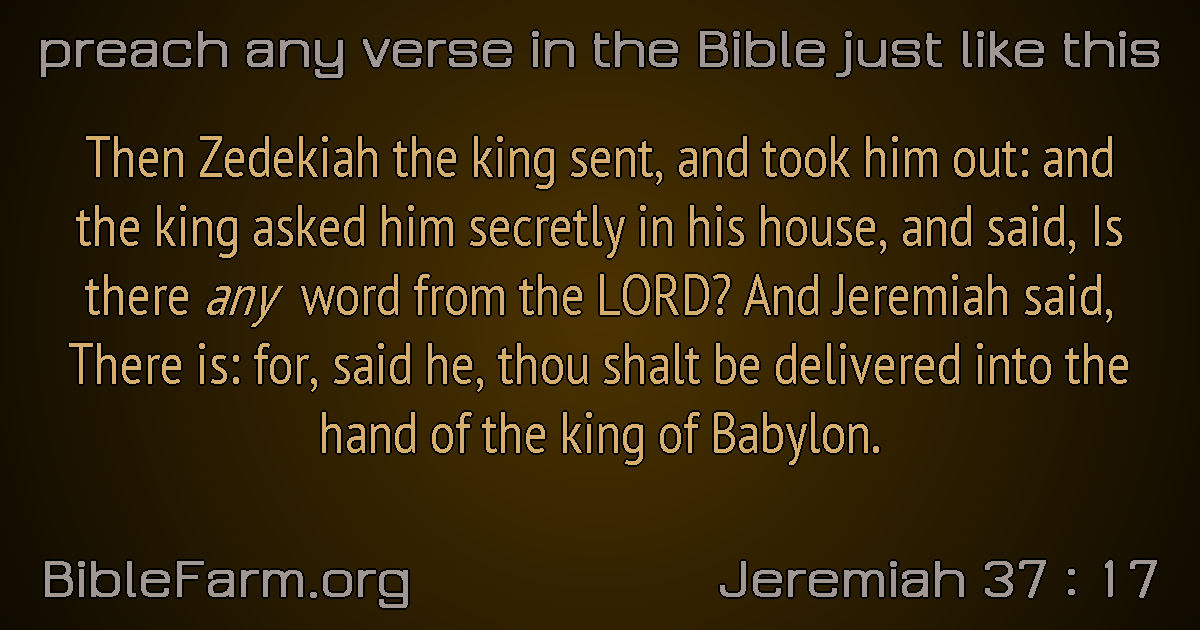 preach any verse in the Bible just like this
Then Zedekiah the king sent, and took him out: and
the king asked him secretly in his house, and said, Is
there any word from the LORD? And Jeremiah said,
There is: for, said he, thou shalt be delivered into the
hand of the king of Babylon.
BibleFarm.org
Jeremiah 37 : 17